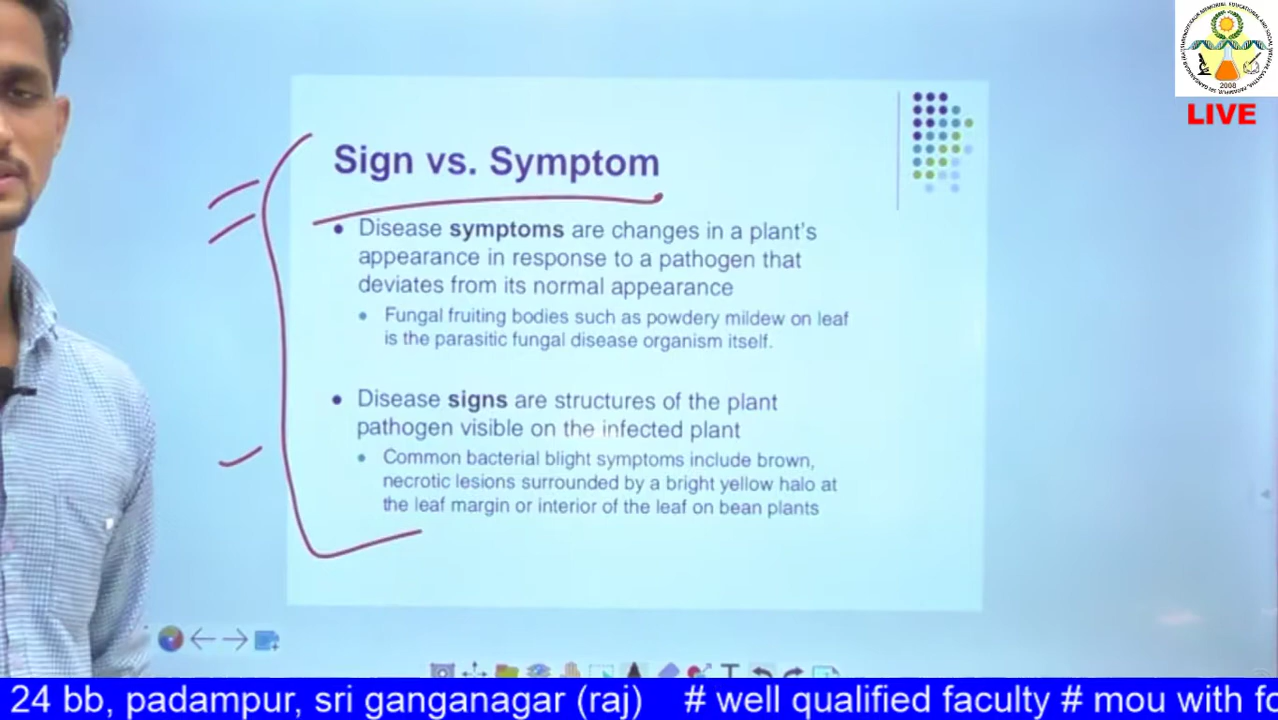 2008
LIVE
Sign vs. Symptom
Disease symptoms are changes in a plant's
appearance in response to a pathogen that
deviates from its normal appearance
Fungal fruiting bodies such as powdery mildew on leaf
is the parasitic fungal disease organism itself.
Disease signs are structures of the plant
pathogen visible on the infected plant
Common bacterial blight symptoms include brown,
necrotic lesions surrounded by a bright yellow halo at
the leaf margin or interior of the leaf on bean plants
24 bb, padampur, sri ganganagar (raj) # well qualified faculty # mou with fo